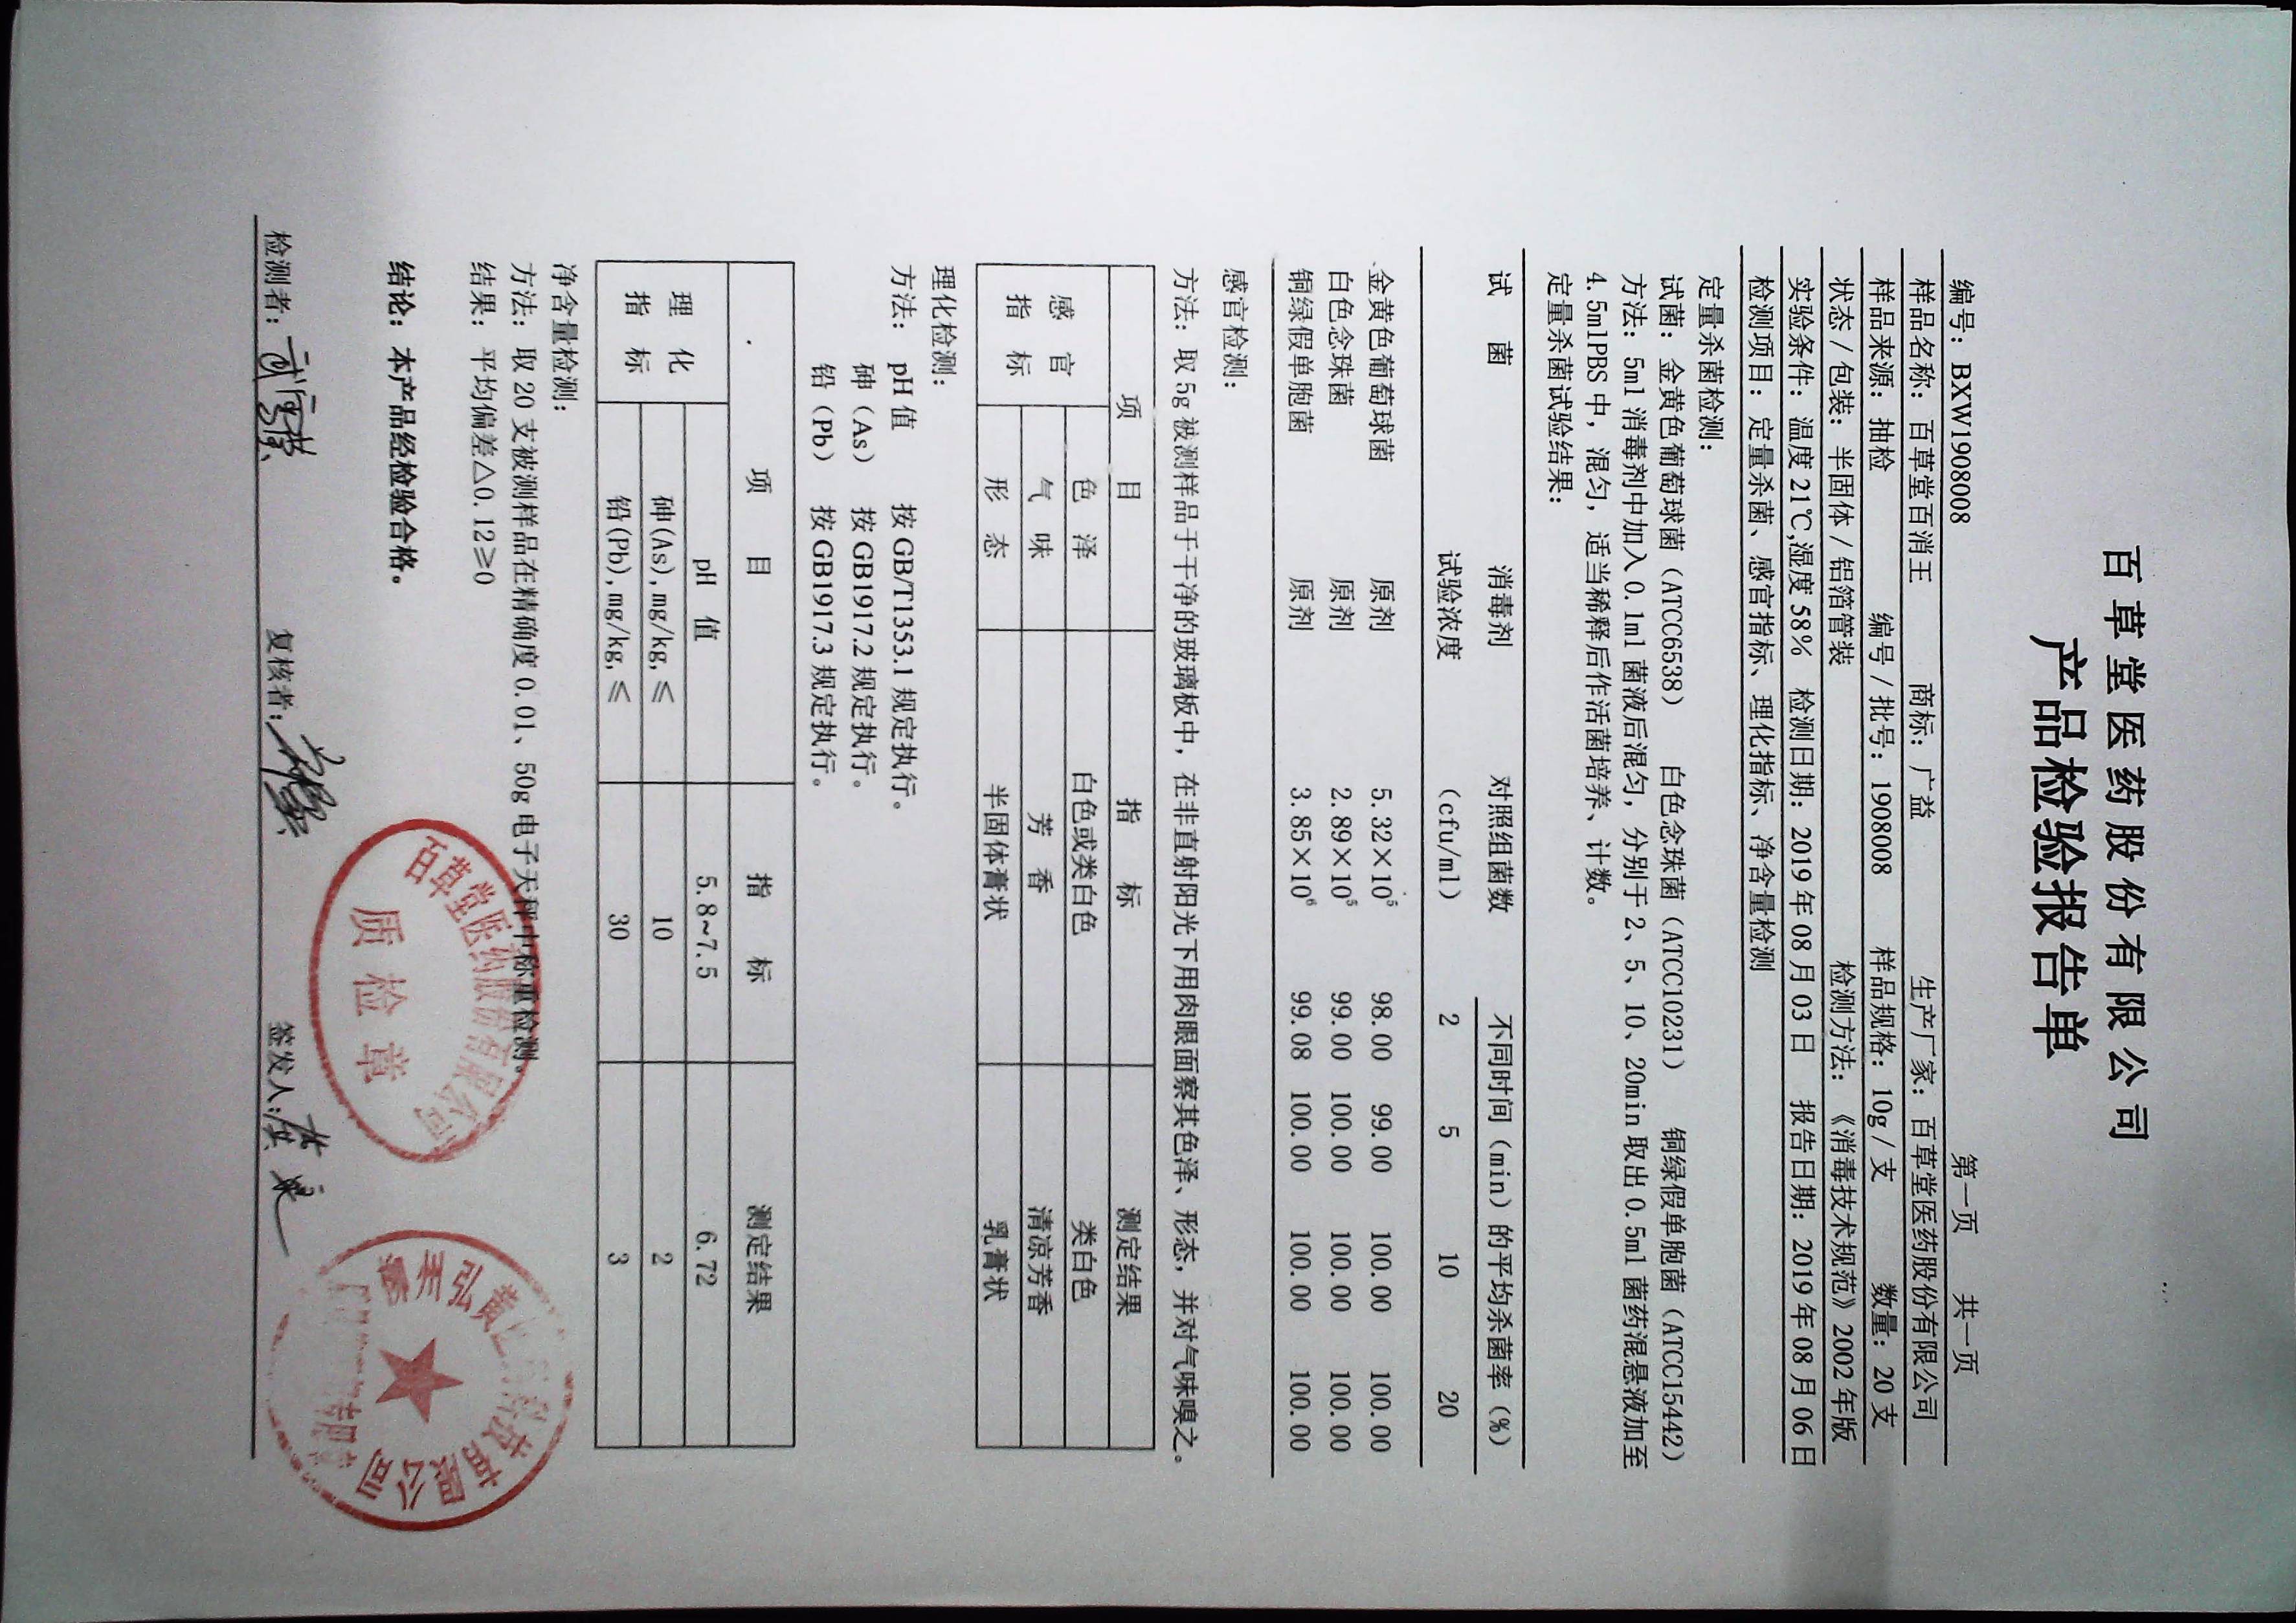 百草堂医药股份有限公司
产品检验报告单
编号：BXW1908008 第一页 共一页
样品名称：百草堂百消王 商标：广益 生产厂家：百草堂医药股份有限公司
样品来源：抽检 编号/批号：1908008 样品规格：10g/支 数量：20支
状态/包装：半固体/铝箔管装 检测方法：《消毒技术规范》2002年版
实验条件：温度21℃,湿度58% 检测日期：2019年08月03日 报告日期：2019年08月06日
检测项目：定量杀菌、感官指标、理化指标、净含量检测
定量杀菌检测：
试菌：金黄色葡萄球菌（ATCC6538） 白色念珠菌（ATCC10231） 铜绿假单胞菌（ATCC15442）
方法：5ml消毒剂中加入0.1ml菌液后混匀，分别于2、5、10、20min取出0.5ml菌药混悬液加至
4.5mlPBS中，混匀，适当稀释后作活菌培养、计数。
定量杀菌试验结果：
试 菌 消毒剂 对照组菌数 不同时间（min）的平均杀菌率（%）
试验浓度 （cfu/ml） 2 5 10 20
金黄色葡萄球菌 原剂 5.32×10⁵ 98.00 99.00 100.00 100.00
白色念珠菌 原剂 2.89×10⁵ 99.00 100.00 100.00 100.00
铜绿假单胞菌 原剂 3.85×10⁶ 99.08 100.00 100.00 100.00
感官检测：
方法：取5g被测样品于干净的玻璃板中，在非直射阳光下用肉眼面察其色泽、形态，并对气味嗅之。
项 目 指 标 测定结果
感官指标 色 泽 白色或类白色 类白色
气 味 芳 香 清凉芳香
形 态 半固体膏状 乳膏状
理化检测：
方法： pH值 按GB/T1353.1规定执行。
砷（As） 按GB1917.2规定执行。
铅（Pb） 按GB1917.3规定执行。
项 目 指 标 测定结果
理化指标 pH 值 5.8~7.5 6.72
砷(As),mg/kg,≤ 10 2
铅(Pb),mg/kg,≤ 30 3
净含量检测：
方法：取20支被测样品在精确度0.01、50g电子天秤中称重检测。
结果：平均偏差△0.12≥0
结论：本产品经检验合格。
百草堂医药股份有限公司
质检章
检测者： 复核者： 签发人：